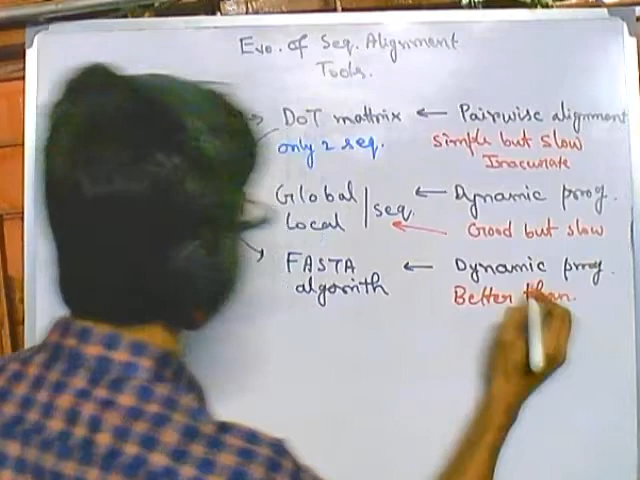 Evo. of Seq. Alignment
Tools.
DOT mattrix ← Pairwise alignment
only 2 seq. Simple but slow
Inaccurate
Global
Local | seq. ← Dynamic prog.
Good but slow
FASTA ← Dynamic prog.
algorith Better than.